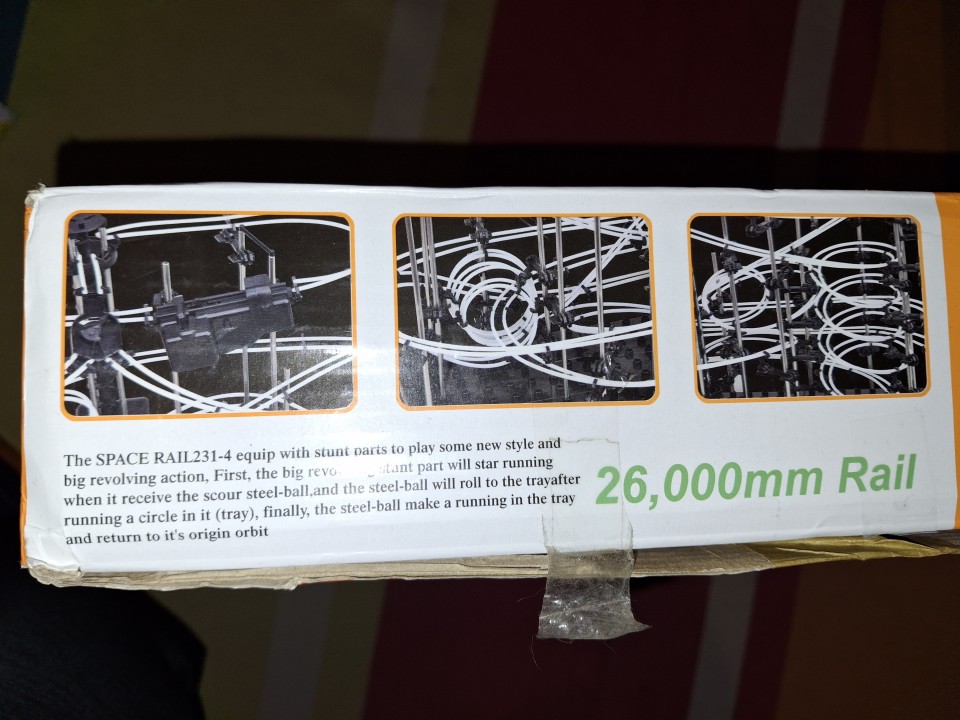 The SPACE RAIL231-4 equip with stunt parts to play some new style and
big revolving action, First, the big stunt part will star running
when it receive the scour steel-ball,and the steel-ball will roll to the trayafter
running a circle in it (tray), finally, the steel-ball make a running in the tray
and return to it's origin orbit
26,000mm Rail